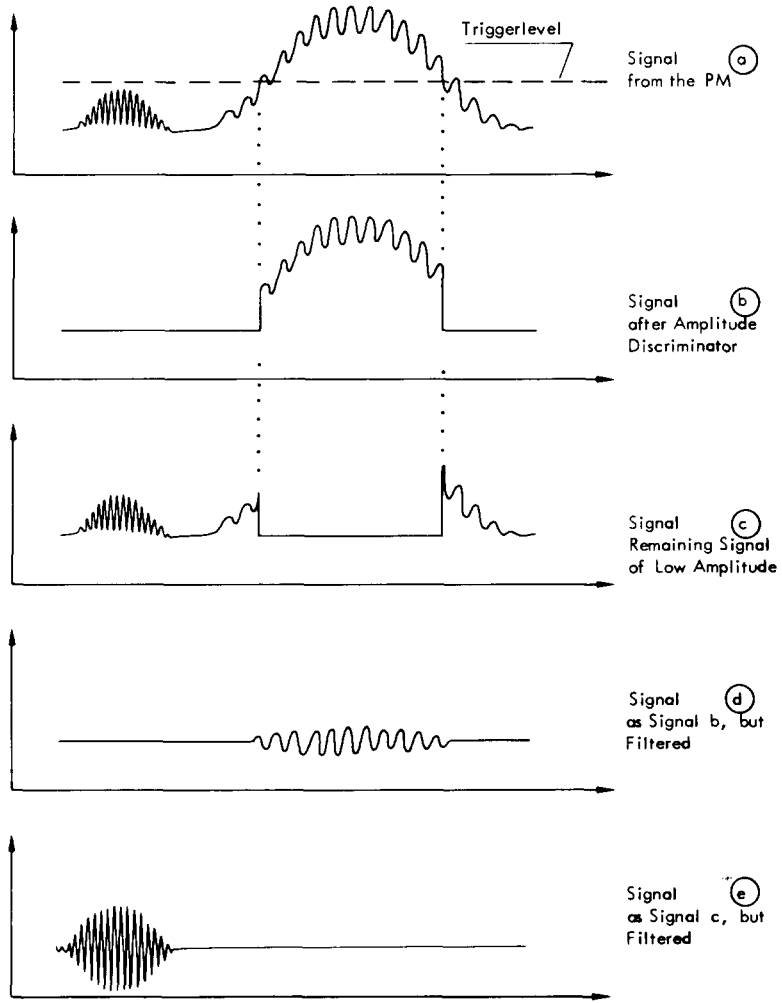 Triggerlevel
Signal a
from the PM
Signal b
after Amplitude
Discriminator
Signal c
Remaining Signal
of Low Amplitude
Signal d
as Signal b, but
Filtered
Signal e
as Signal c, but
Filtered